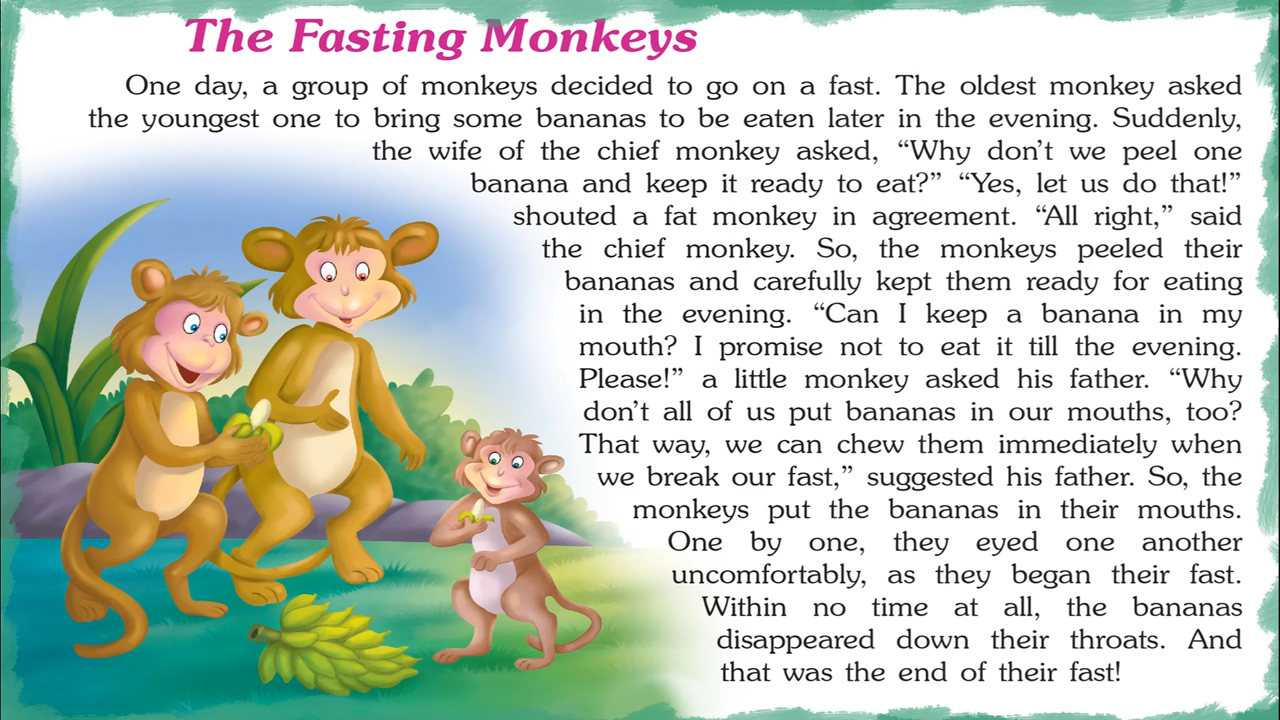 The Fasting Monkeys
One day, a group of monkeys decided to go on a fast. The oldest monkey asked
the youngest one to bring some bananas to be eaten later in the evening. Suddenly,
the wife of the chief monkey asked, “Why don’t we peel one
banana and keep it ready to eat?” “Yes, let us do that!”
shouted a fat monkey in agreement. “All right,” said
the chief monkey. So, the monkeys peeled their
bananas and carefully kept them ready for eating
in the evening. “Can I keep a banana in my
mouth? I promise not to eat it till the evening.
Please!” a little monkey asked his father. “Why
don’t all of us put bananas in our mouths, too?
That way, we can chew them immediately when
we break our fast,” suggested his father. So, the
monkeys put the bananas in their mouths.
One by one, they eyed one another
uncomfortably, as they began their fast.
Within no time at all, the bananas
disappeared down their throats. And
that was the end of their fast!